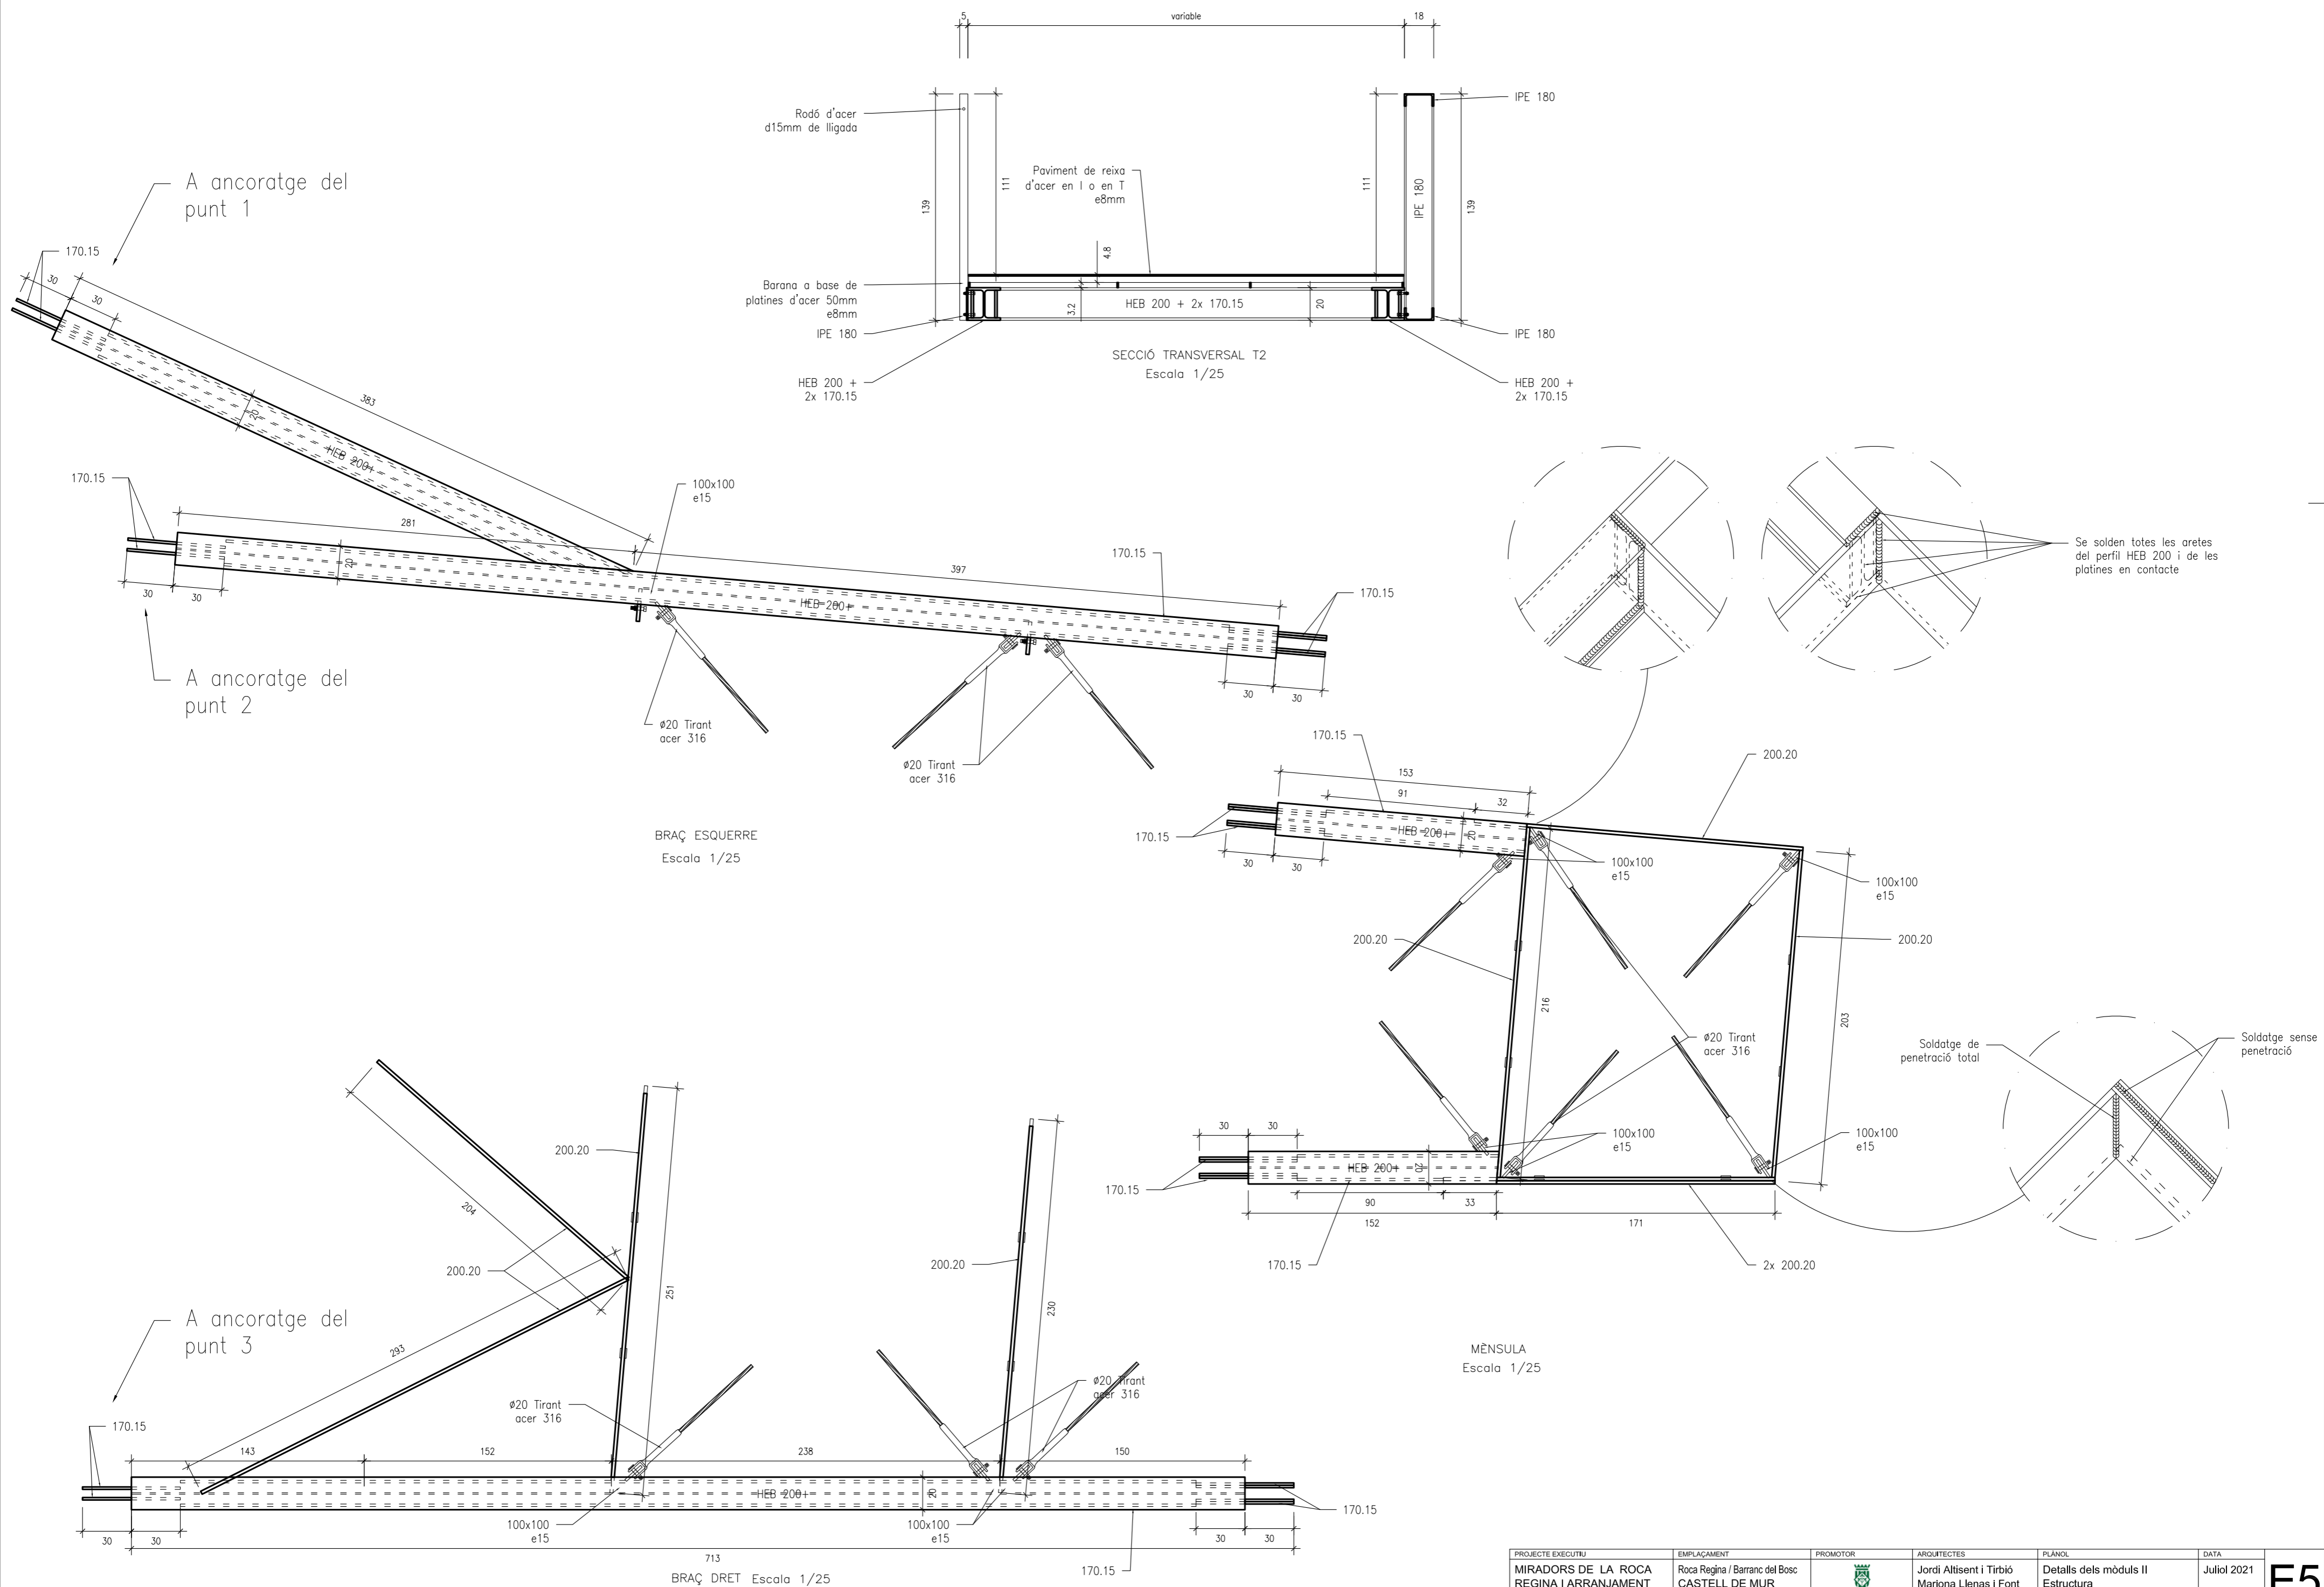 5
variable
18
Rodó d'acer
d15mm de lligada
139
111
Paviment de reixa
d'acer en I o en T
e8mm
4.8
111
IPE 180
IPE 180
139
Barana a base de
platines d'acer 50mm
e8mm
IPE 180
3.2
HEB 200 + 2x 170.15
20
IPE 180
SECCIÓ TRANSVERSAL T2
Escala 1/25
HEB 200 +
2x 170.15
HEB 200 +
2x 170.15
A ancoratge del
punt 1
170.15
30
30
383
20
HEB 200+
170.15
281
20
100x100
e15
397
170.15
HEB 200+
170.15
30
30
30
30
A ancoratge del
punt 2
ø20 Tirant
acer 316
ø20 Tirant
acer 316
BRAÇ ESQUERRE
Escala 1/25
Se solden totes les aretes
del perfil HEB 200 i de les
platines en contacte
170.15
200.20
153
91
32
170.15
HEB 200+
20
30
30
100x100
e15
100x100
e15
200.20
200.20
216
203
ø20 Tirant
acer 316
Soldatge de
penetració total
Soldatge sense
penetració
30
30
100x100
e15
100x100
e15
HEB 200+
20
170.15
90
33
152
171
170.15
2x 200.20
MÈNSULA
Escala 1/25
204
200.20
200.20
251
200.20
230
293
A ancoratge del
punt 3
ø20 Tirant
acer 316
ø20 Tirant
acer 316
170.15
143
152
238
150
HEB 200+
20
170.15
100x100
e15
100x100
e15
30
30
30
30
713
170.15
BRAÇ DRET Escala 1/25
PROJECTE EXECUTIU
EMPLAÇAMENT
PROMOTOR
ARQUITECTES
PLÀNOL
DATA
MIRADORS DE LA ROCA
REGINA I ARRANJAMENT
Roca Regina / Barranc del Bosc
CASTELL DE MUR
Jordi Altisent i Tirbió
Mariona Llenas i Font
Detalls dels mòduls II
Estructura
Juliol 2021
E5